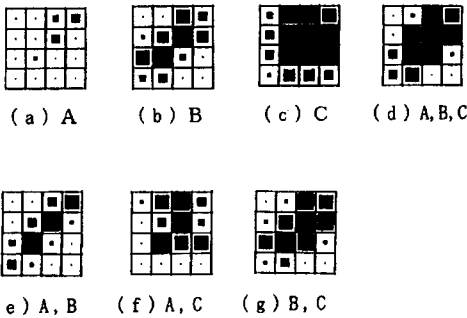 (a) A (b) B (c) C (d) A,B,C
e) A,B (f) A,C (g) B,C